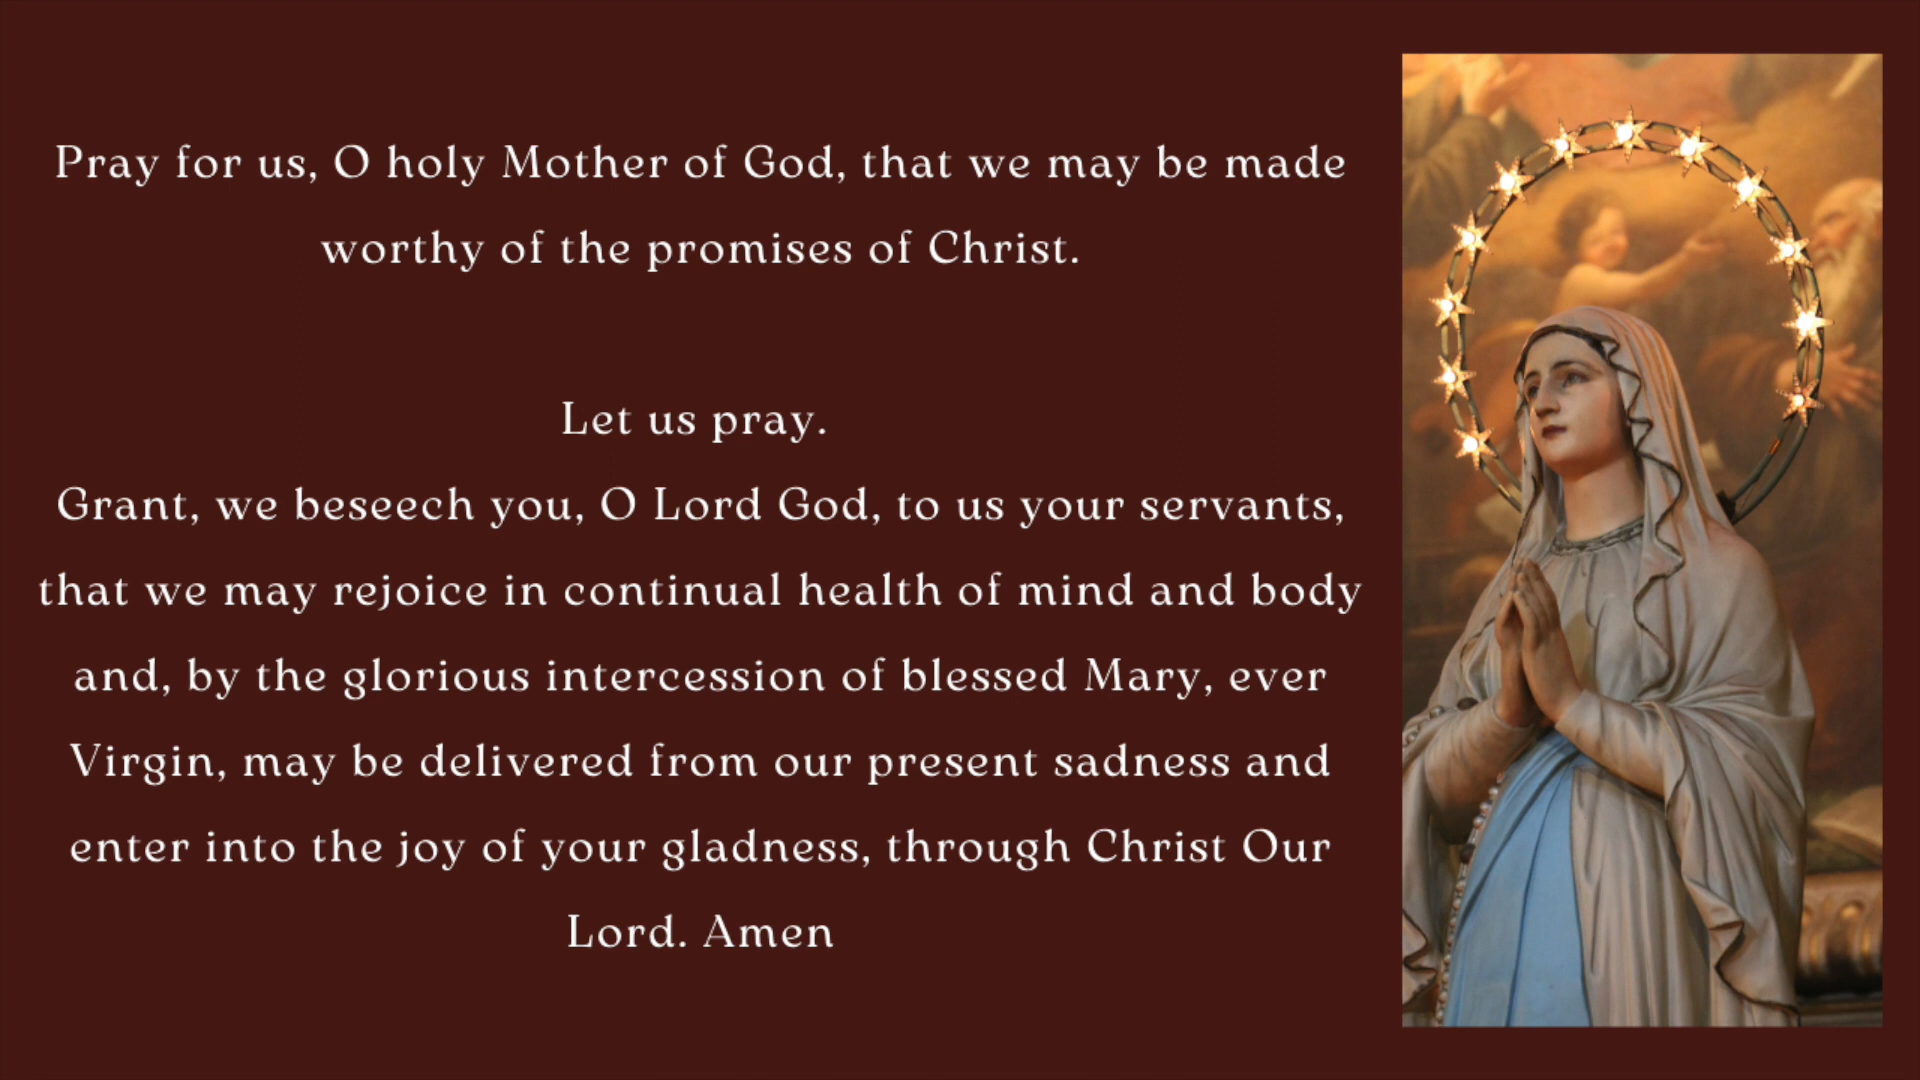 Pray for us, O holy Mother of God, that we may be made
worthy of the promises of Christ.
Let us pray.
Grant, we beseech you, O Lord God, to us your servants,
that we may rejoice in continual health of mind and body
and, by the glorious intercession of blessed Mary, ever
Virgin, may be delivered from our present sadness and
enter into the joy of your gladness, through Christ Our
Lord. Amen